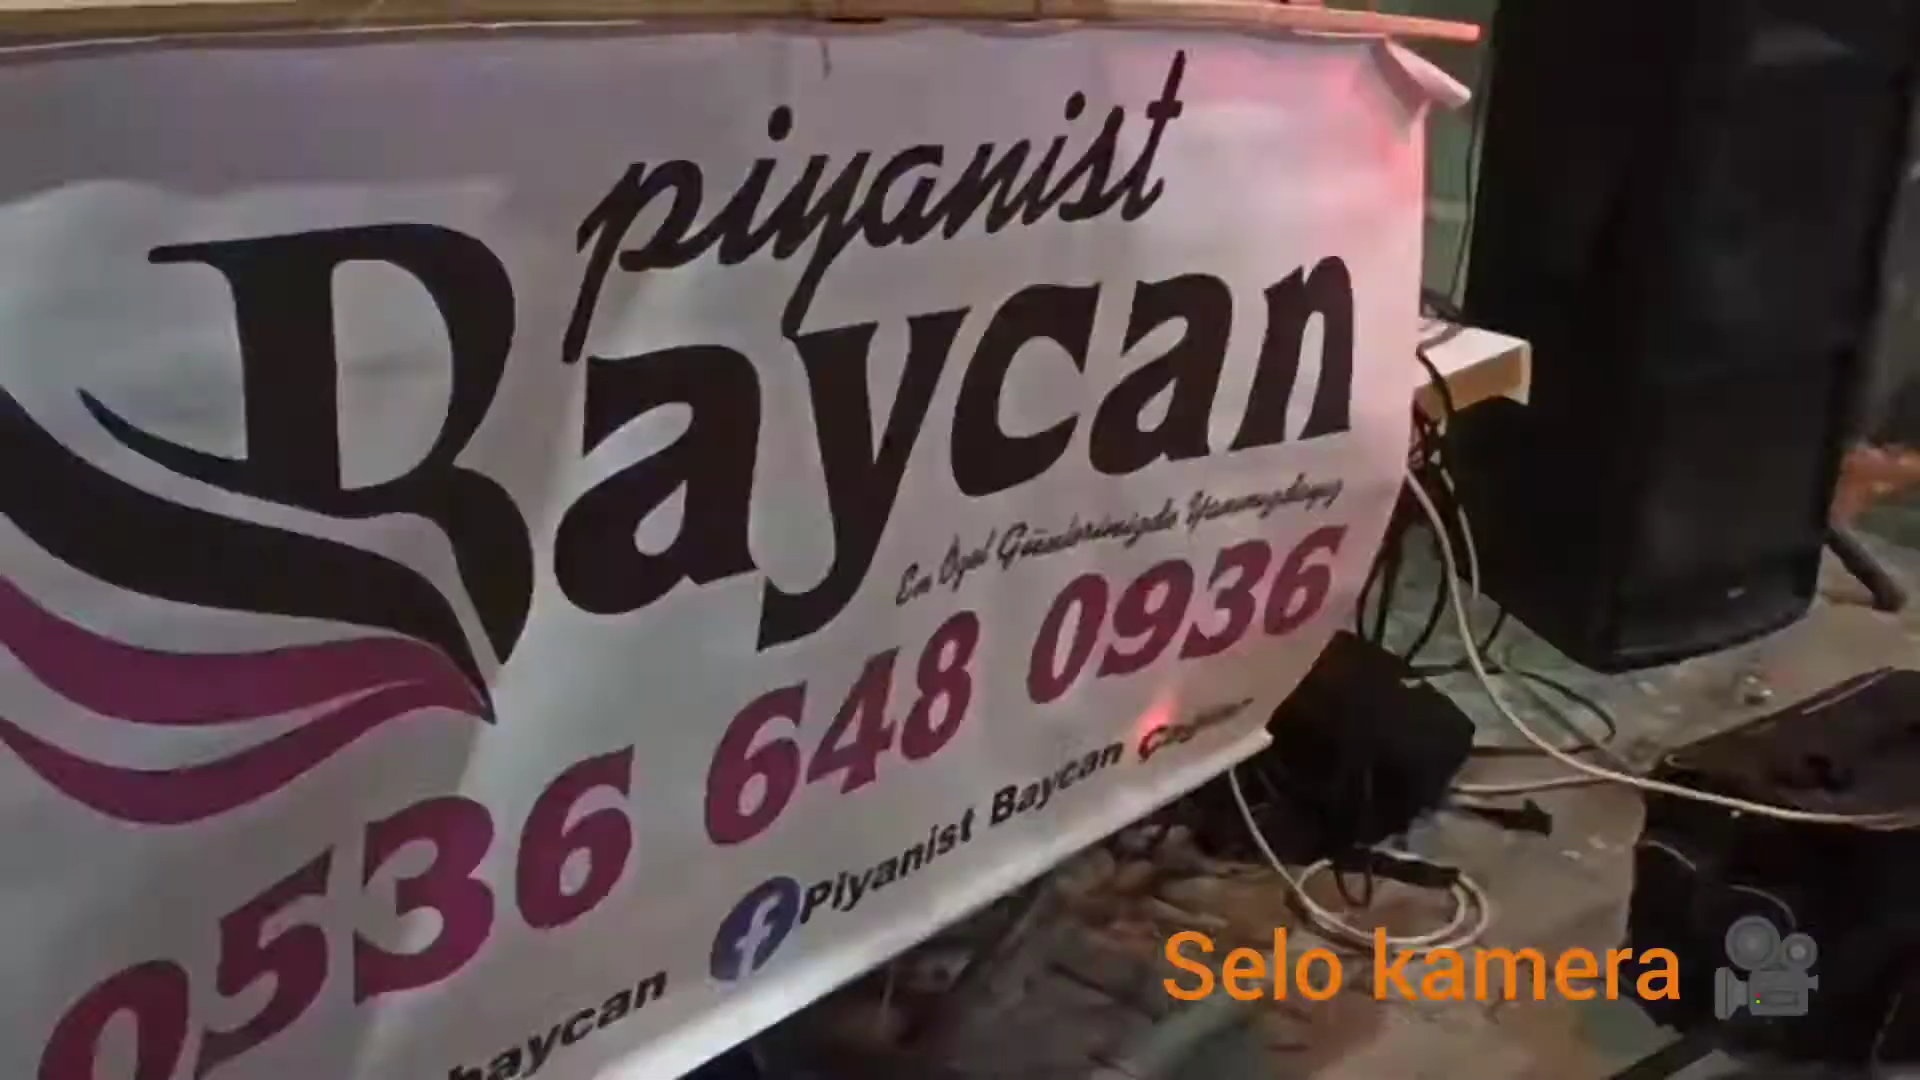 piyanist
Baycan
En Özel Günlerinizde Yanınızdayız
0536 648 0936
Piyanist Baycan
baycan
Selo kamera